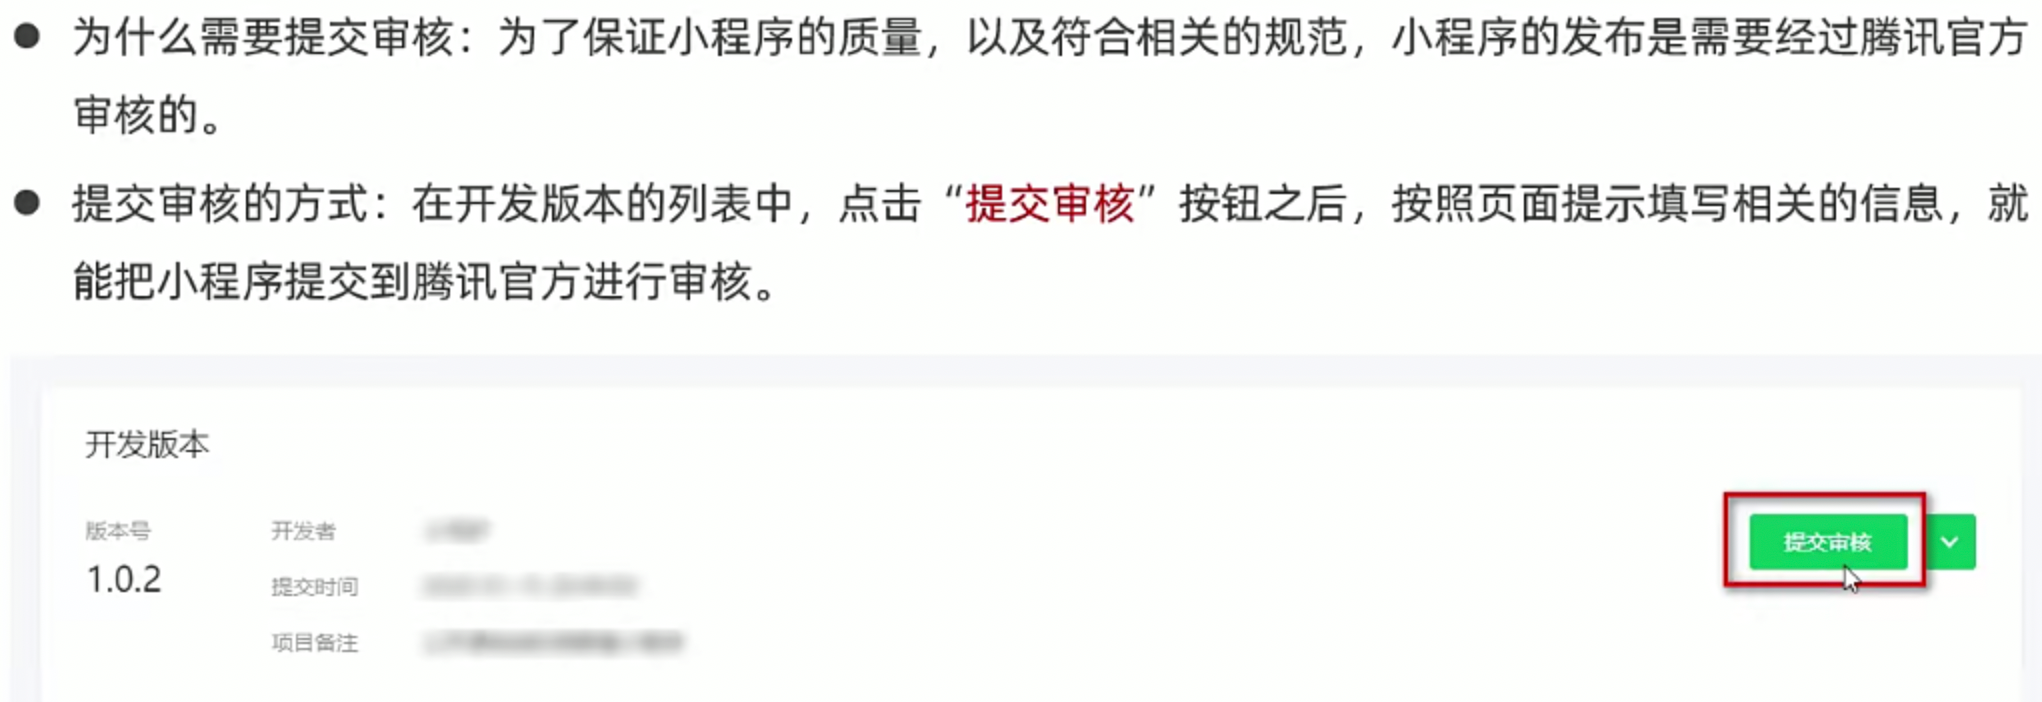 ● 为什么需要提交审核：为了保证小程序的质量，以及符合相关的规范，小程序的发布是需要经过腾讯官方
审核的。
● 提交审核的方式：在开发版本的列表中，点击“提交审核”按钮之后，按照页面提示填写相关的信息，就
能把小程序提交到腾讯官方进行审核。
开发版本
版本号 开发者
提交审核
1.0.2 提交时间
项目备注